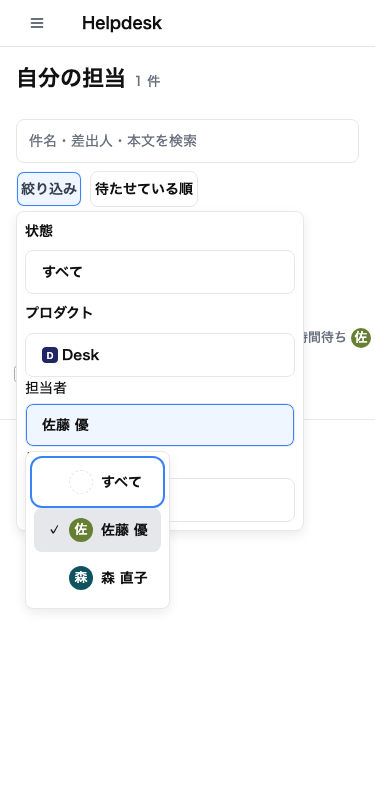 Helpdesk
自分の担当 1 件
件名・差出人・本文を検索
絞り込み 待たせている順
状態
すべて
プロダクト
D Desk
時間待ち 佐
担当者
佐藤 優
すべて
✓ 佐 佐藤 優
森 森 直子